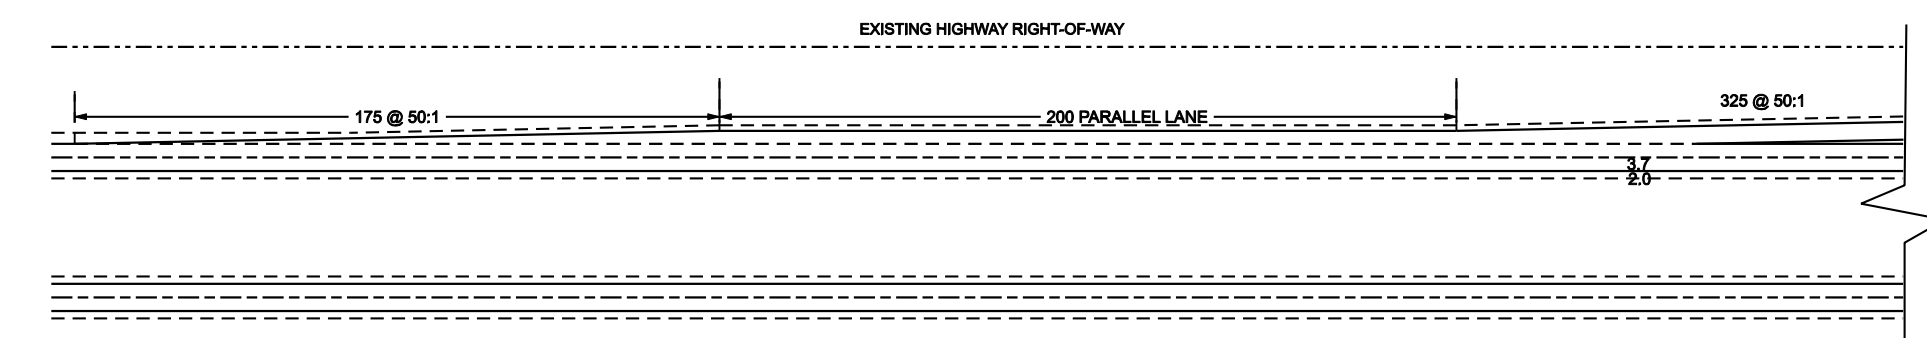 EXISTING HIGHWAY RIGHT-OF-WAY
325 @ 50:1
175 @ 50:1
200 PARALLEL LANE
3.7
2.0